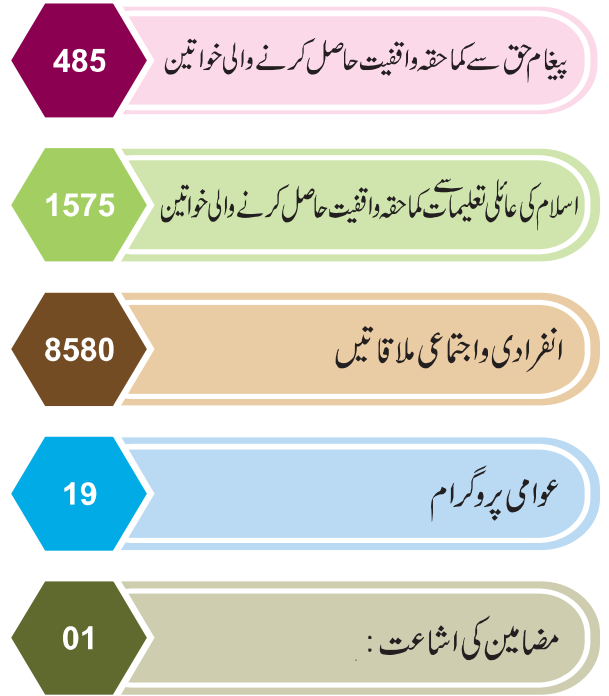 485 پیغام حق سے کماحقہ واقفیت حاصل کرنے والی خواتین
1575 اسلام کی عائلی تعلیمات سے کماحقہ واقفیت حاصل کرنے والی خواتین
8580 انفرادی و اجتماعی ملاقاتیں
19 عوامی پروگرام
01 مضامین کی اشاعت :